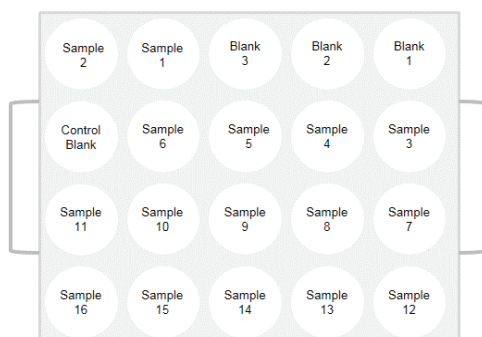 Sample
2
Sample
1
Blank
3
Blank
2
Blank
1
Control
Blank
Sample
6
Sample
5
Sample
4
Sample
3
Sample
11
Sample
10
Sample
9
Sample
8
Sample
7
Sample
16
Sample
15
Sample
14
Sample
13
Sample
12